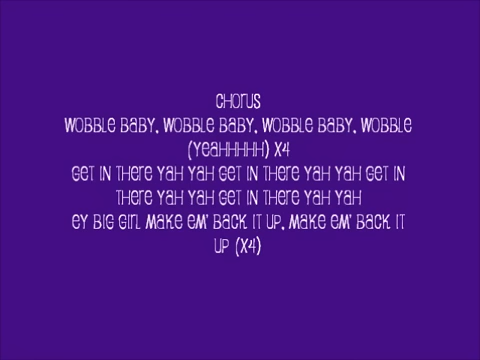 CHORUS
WOBBLE BABY, WOBBLE BABY, WOBBLE BABY, WOBBLE
(YEAHHHHH) X4
GET IN THERE YAH YAH GET IN THERE YAH YAH GET IN
THERE YAH YAH GET IN THERE YAH YAH
EY BIG GIRL MAKE EM' BACK IT UP, MAKE EM' BACK IT
UP (X4)